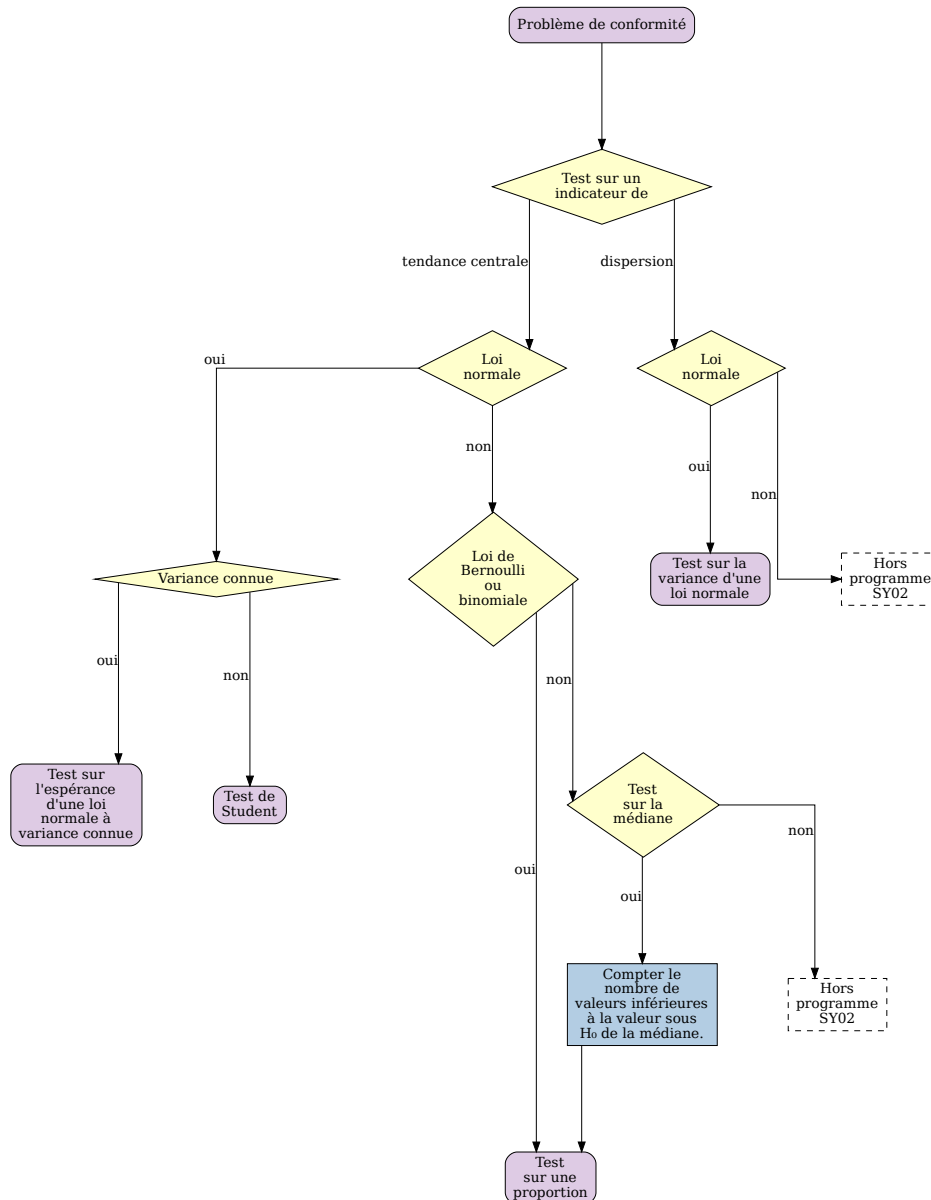 Problème de conformité
Test sur un
indicateur de
tendance centrale
dispersion
Loi
normale
Loi
normale
oui
non
oui
non
Variance connue
Loi de
Bernoulli
ou
binomiale
Test sur la
variance d'une
loi normale
Hors
programme
SY02
oui
non
non
Test sur
l'espérance
d'une loi
normale à
variance connue
Test de
Student
Test
sur la
médiane
non
oui
oui
Compter le
nombre de
valeurs inférieures
à la valeur sous
H₀ de la médiane.
Hors
programme
SY02
Test
sur une
proportion